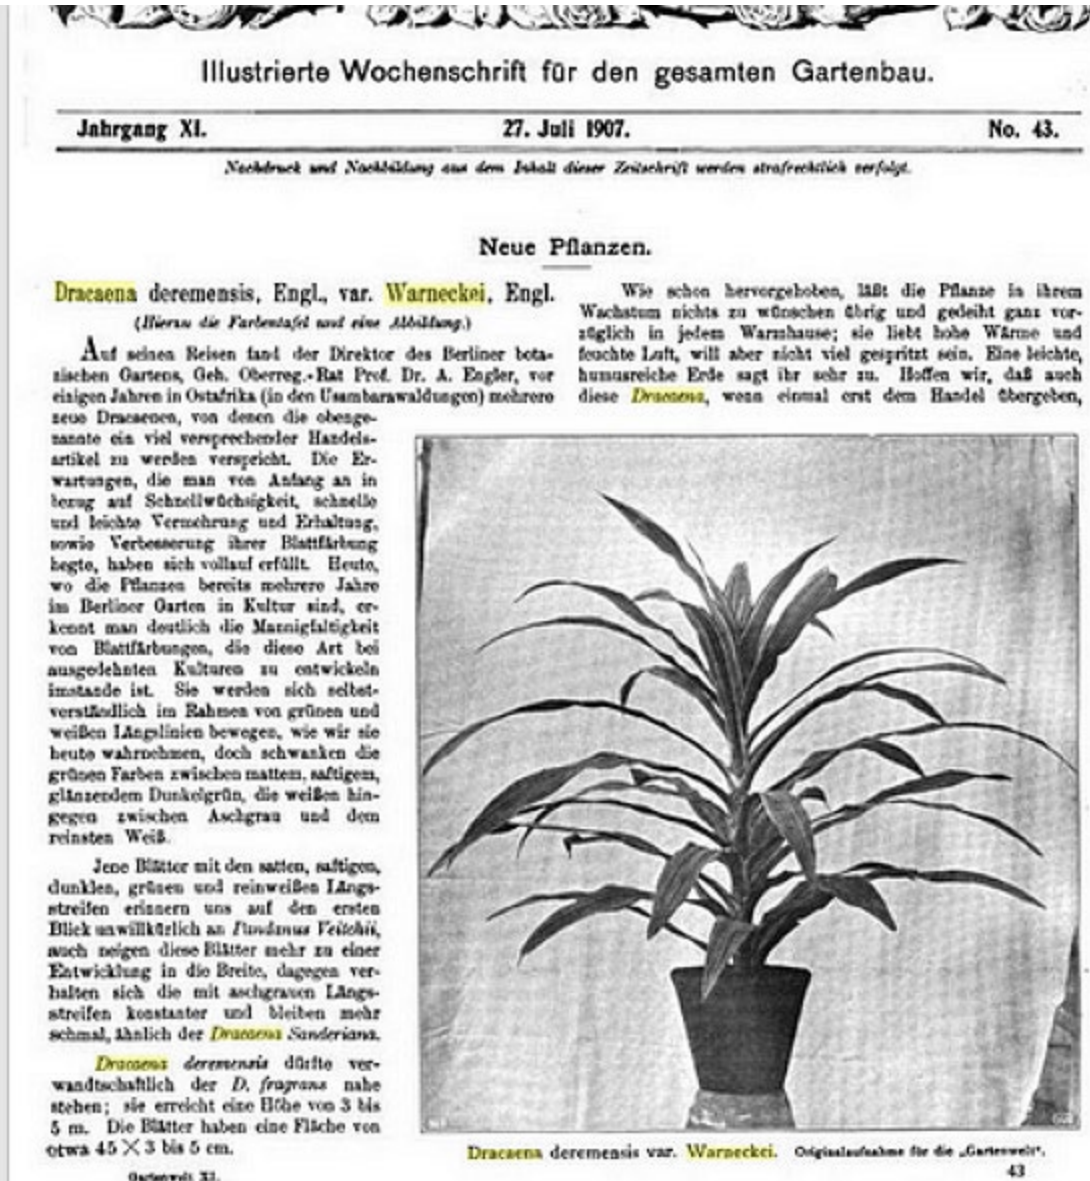 Illustrierte Wochenschrift für den gesamten Gartenbau.
Jahrgang XI. 27. Juli 1907. No. 43.
Nachdruck und Nachbildung aus dem Inhalt dieser Zeitschrift werden strafrechtlich verfolgt.
Neue Pflanzen.
Dracaena deremensis, Engl., var. Warneckei, Engl.
(Hierzu die Farbentafel und eine Abbildung.)
Auf seinen Reisen fand der Direktor des Berliner bota-
nischen Gartens, Geh. Oberreg.-Rat Prof. Dr. A. Engler, vor
einigen Jahren in Ostafrika (in den Usambarawaldungen) mehrere
neue Dracaenen, von denen die obenge-
nannte ein viel versprechender Handels-
artikel zu werden verspricht. Die Er-
wartungen, die man von Anfang an in
bezug auf Schnellwüchsigkeit, schnelle
und leichte Vermehrung und Erhaltung,
sowie Verbesserung ihrer Blattfärbung
hegte, haben sich vollauf erfüllt. Heute,
wo die Pflanzen bereits mehrere Jahre
im Berliner Garten in Kultur sind, er-
kennt man deutlich die Mannigfaltigkeit
von Blattfärbungen, die diese Art bei
ausgedehnten Kulturen zu entwickeln
imstande ist. Sie werden sich selbst-
verständlich im Rahmen von grünen und
weißen Längslinien bewegen, wie wir sie
heute wahrnehmen, doch schwanken die
grünen Farben zwischen mattem, saftigem,
glänzendem Dunkelgrün, die weißen hin-
gegen zwischen Aschgrau und dem
reinsten Weiß.
Jene Blätter mit den satten, saftigen,
dunklen, grünen und reinweißen Längs-
streifen erinnern uns auf den ersten
Blick unwillkürlich an Pandanus Veitchii,
auch neigen diese Blätter mehr zu einer
Entwicklung in die Breite, dagegen ver-
halten sich die mit aschgrauen Längs-
streifen konstanter und bleiben mehr
schmal, ähnlich der Dracaena Sanderiana.
Dracaena deremensis dürfte ver-
wandtschaftlich der D. fragrans nahe
stehen; sie erreicht eine Höhe von 3 bis
5 m. Die Blätter haben eine Fläche von
etwa 45 × 3 bis 5 cm.
Gartenwelt XI.
Wie schon hervorgehoben, läßt die Pflanze in ihrem
Wachstum nichts zu wünschen übrig und gedeiht ganz vor-
züglich in jedem Warmhause; sie liebt hohe Wärme und
feuchte Luft, will aber nicht viel gespritzt sein. Eine leichte,
humusreiche Erde sagt ihr sehr zu. Hoffen wir, daß auch
diese Dracaena, wenn einmal erst dem Handel übergeben,
Dracaena deremensis var. Warneckei. Originalaufnahme für die „Gartenwelt“.
43